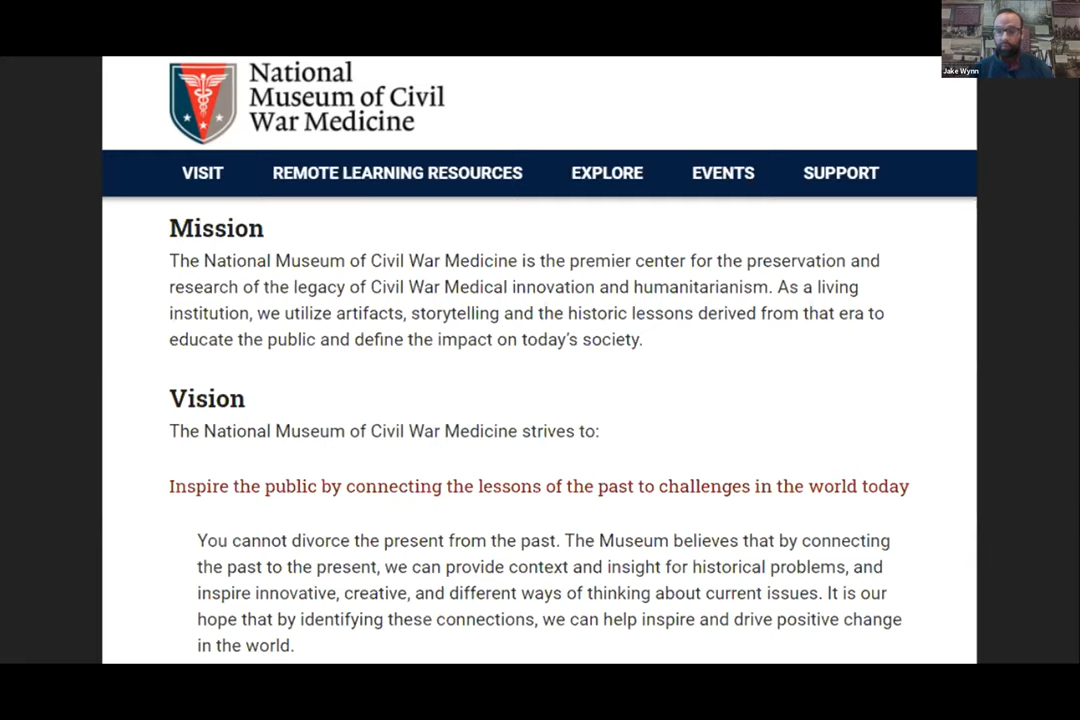 Jake Wynn
National
Museum of Civil
War Medicine
VISIT REMOTE LEARNING RESOURCES EXPLORE EVENTS SUPPORT
Mission
The National Museum of Civil War Medicine is the premier center for the preservation and
research of the legacy of Civil War Medical innovation and humanitarianism. As a living
institution, we utilize artifacts, storytelling and the historic lessons derived from that era to
educate the public and define the impact on today's society.
Vision
The National Museum of Civil War Medicine strives to:
Inspire the public by connecting the lessons of the past to challenges in the world today
You cannot divorce the present from the past. The Museum believes that by connecting
the past to the present, we can provide context and insight for historical problems, and
inspire innovative, creative, and different ways of thinking about current issues. It is our
hope that by identifying these connections, we can help inspire and drive positive change
in the world.